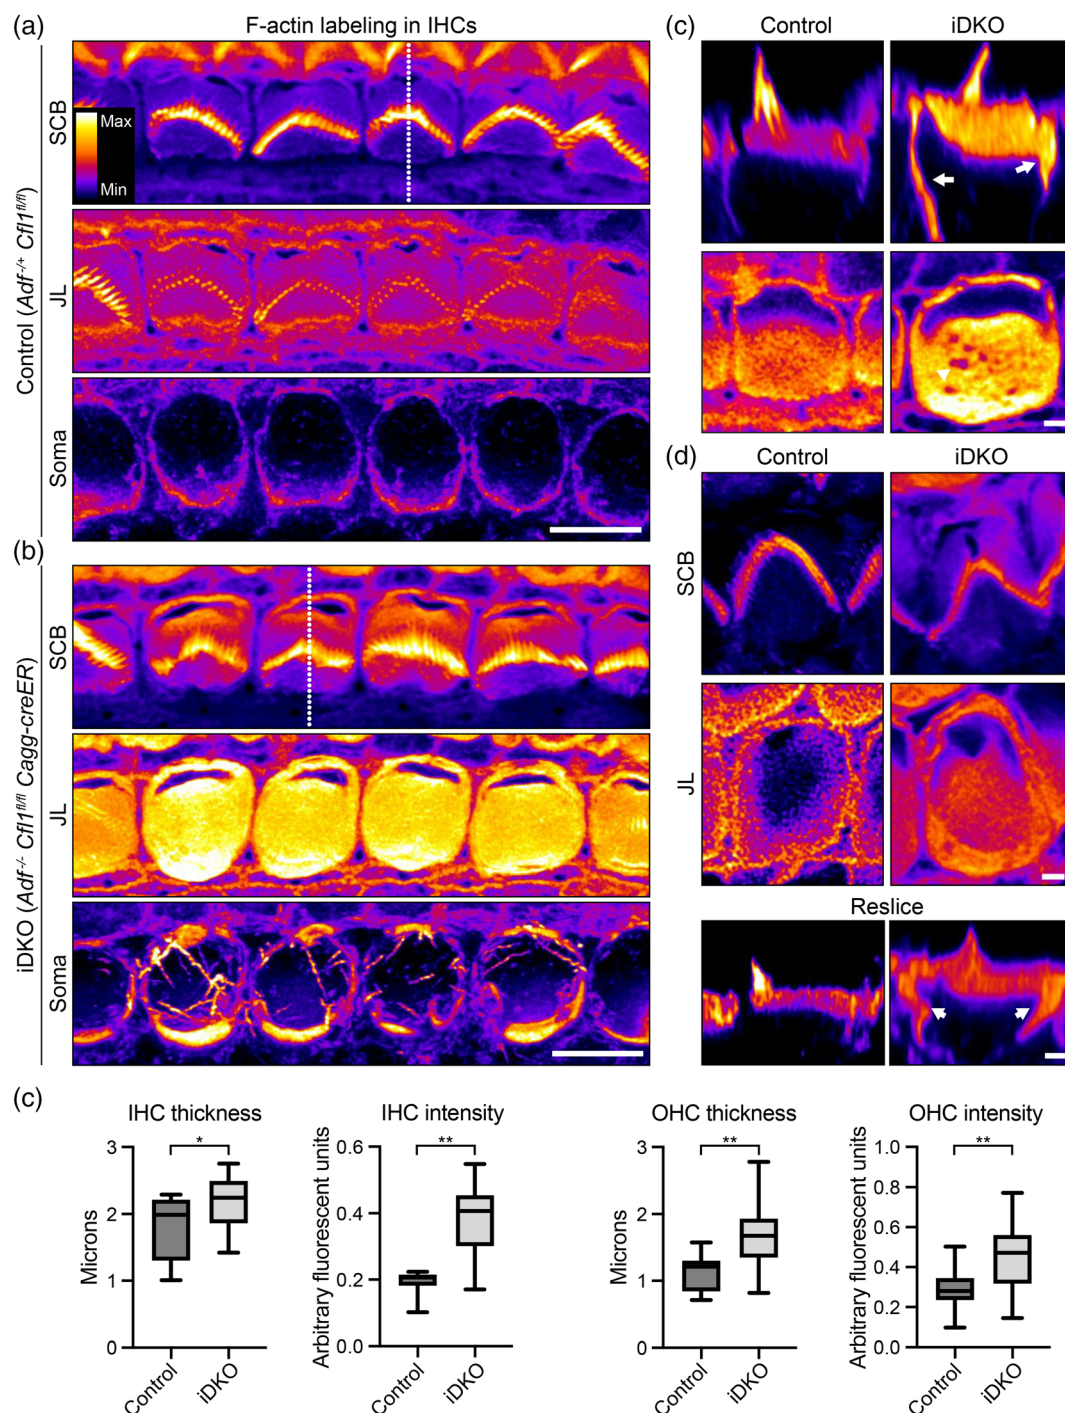 (a)
F-actin labeling in IHCs
Control (Adf-/+ Cfl1fl/fl)
SCB
Max
Min
JL
Soma
(b)
iDKO (Adf-/- Cfl1fl/fl Cagg-creER)
SCB
JL
Soma
(c)
Control
iDKO
(d)
Control
iDKO
SCB
JL
Reslice
(c)
IHC thickness
*
3
2
1
0
Microns
Control
iDKO
IHC intensity
**
0.6
0.4
0.2
0.0
Arbitrary fluorescent units
Control
iDKO
OHC thickness
**
3
2
1
0
Microns
Control
iDKO
OHC intensity
**
1.0
0.8
0.6
0.4
0.2
0.0
Arbitrary fluorescent units
Control
iDKO